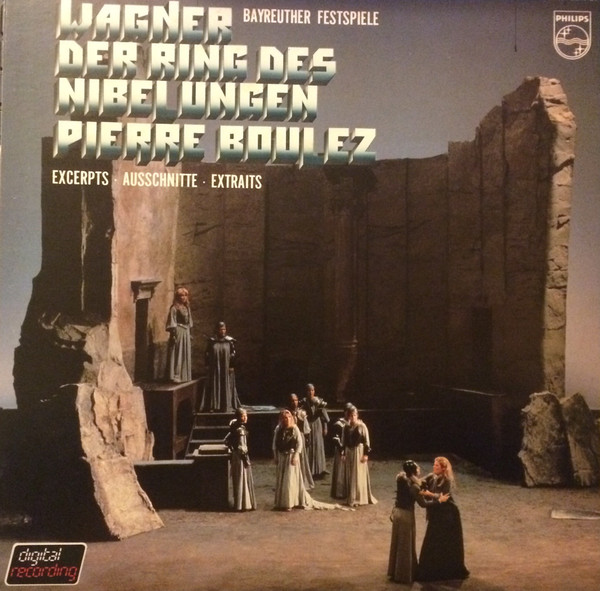 WAGNER
BAYREUTHER FESTSPIELE
PHILIPS
DER RING DES
NIBELUNGEN
PIERRE BOULEZ
EXCERPTS · AUSSCHNITTE · EXTRAITS
digital
recording